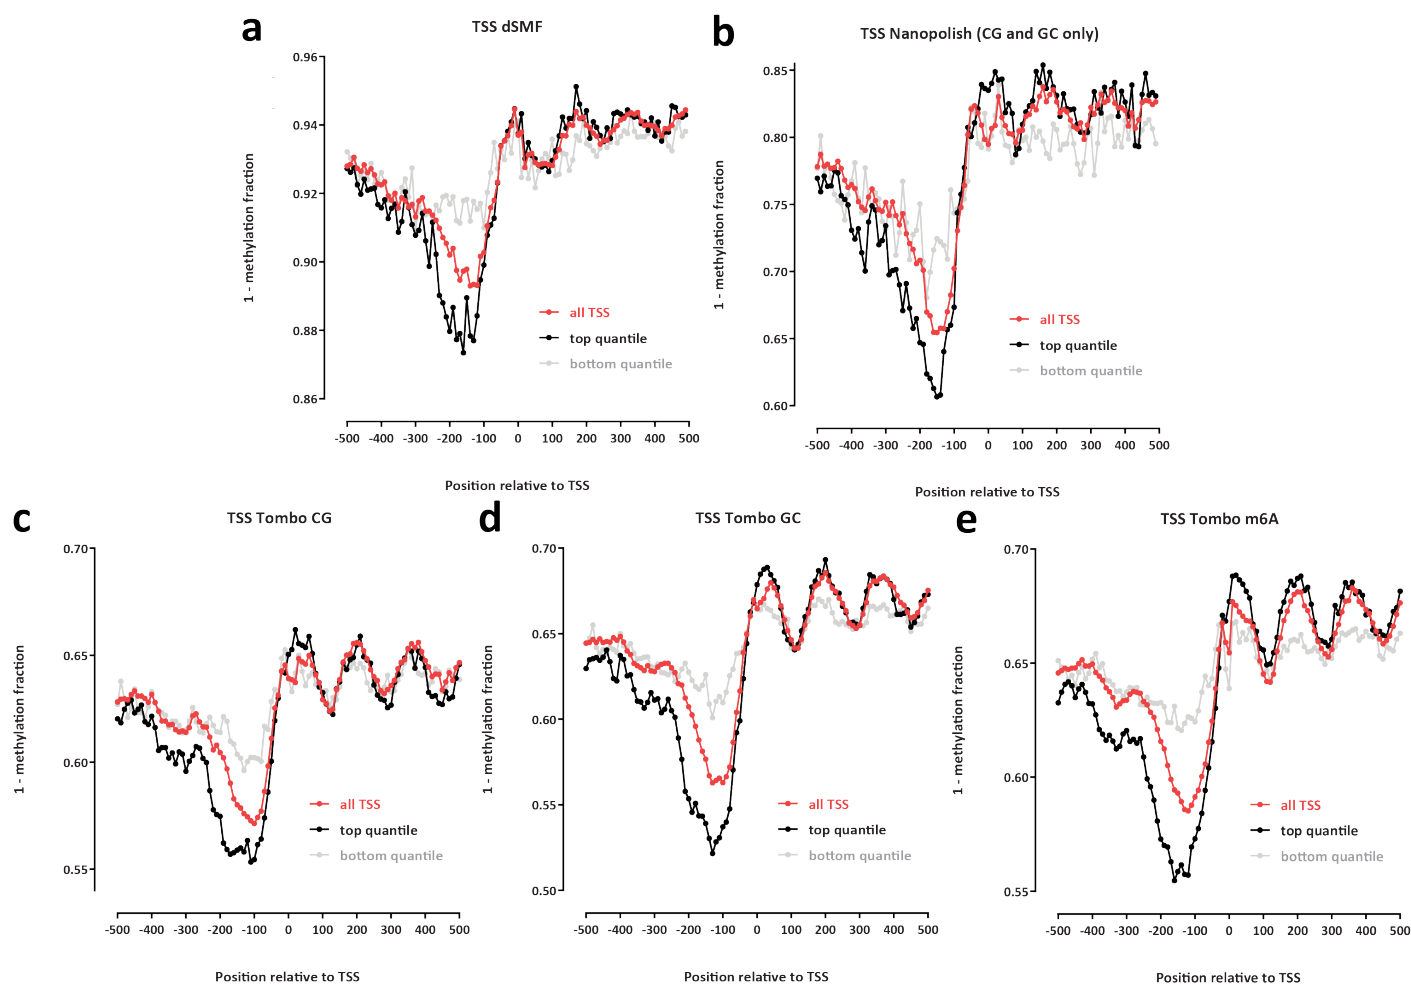 a
TSS dSMF
0.96
0.94
0.92
0.90
0.88
0.86
1 - methylation fraction
all TSS
top quantile
bottom quantile
-500 -400 -300 -200 -100 0 100 200 300 400 500
Position relative to TSS
b
TSS Nanopolish (CG and GC only)
0.85
0.80
0.75
0.70
0.65
0.60
1 - methylation fraction
all TSS
top quantile
bottom quantile
-500 -400 -300 -200 -100 0 100 200 300 400 500
Position relative to TSS
c
TSS Tombo CG
0.70
0.65
0.60
0.55
1 - methylation fraction
all TSS
top quantile
bottom quantile
-500 -400 -300 -200 -100 0 100 200 300 400 500
Position relative to TSS
d
TSS Tombo GC
0.70
0.65
0.60
0.55
0.50
1 - methylation fraction
all TSS
top quantile
bottom quantile
-500 -400 -300 -200 -100 0 100 200 300 400 500
Position relative to TSS
e
TSS Tombo m6A
0.70
0.65
0.60
0.55
1 - methylation fraction
all TSS
top quantile
bottom quantile
-500 -400 -300 -200 -100 0 100 200 300 400 500
Position relative to TSS